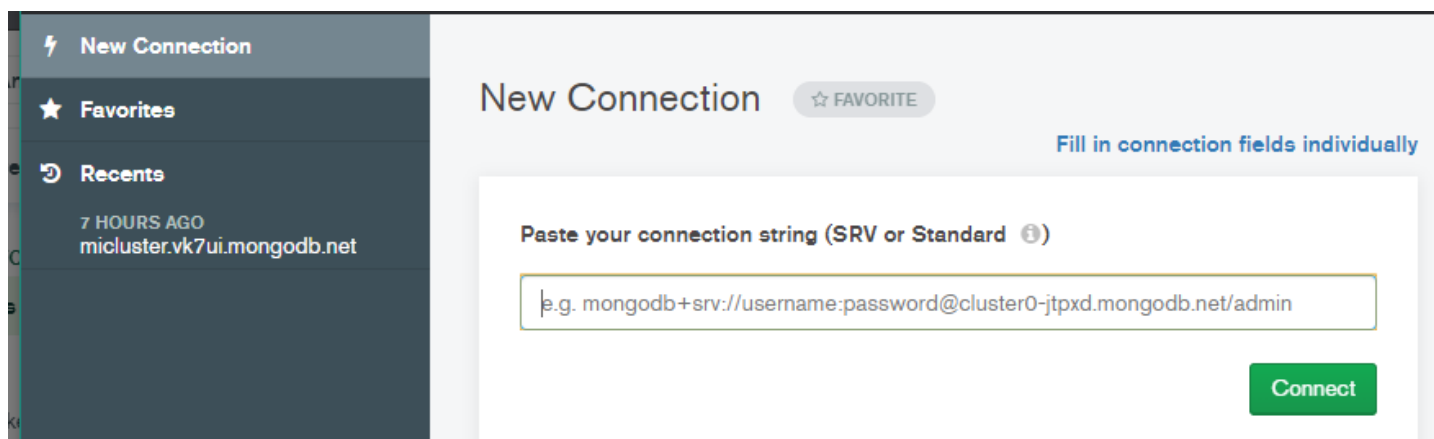 New Connection
Favorites
Recents
7 HOURS AGO
micluster.vk7ui.mongodb.net
New Connection
FAVORITE
Fill in connection fields individually
Paste your connection string (SRV or Standard )
e.g. mongodb+srv://username:password@cluster0-jtpxd.mongodb.net/admin
Connect